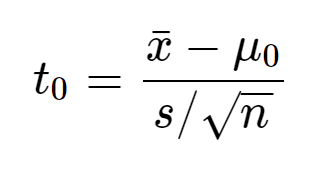 t₀ = (x̄ − μ₀) / (s/√n)